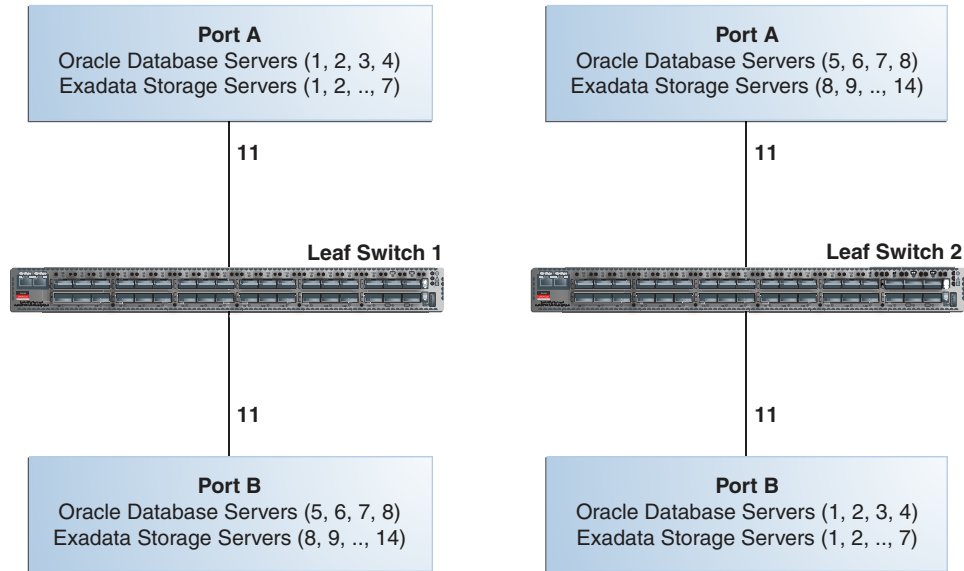 Port A
Oracle Database Servers (1, 2, 3, 4)
Exadata Storage Servers (1, 2, .., 7)
Port A
Oracle Database Servers (5, 6, 7, 8)
Exadata Storage Servers (8, 9, .., 14)
11
11
Leaf Switch 1
Leaf Switch 2
11
11
Port B
Oracle Database Servers (5, 6, 7, 8)
Exadata Storage Servers (8, 9, .., 14)
Port B
Oracle Database Servers (1, 2, 3, 4)
Exadata Storage Servers (1, 2, .., 7)